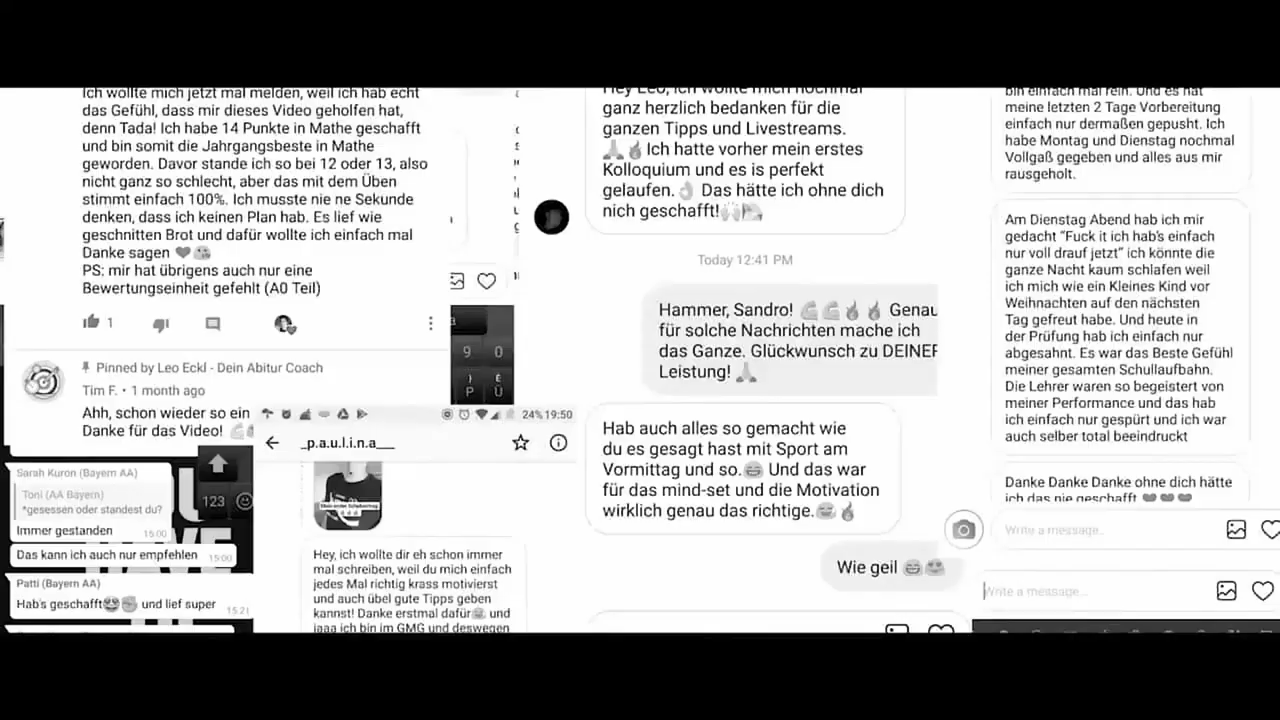 Ich wollte mich jetzt mal melden, weil ich hab echt
das Gefühl, dass mir dieses Video geholfen hat,
denn Tada! Ich habe 14 Punkte in Mathe geschafft
und bin somit die Jahrgangsbeste in Mathe
geworden. Davor stande ich so bei 12 oder 13, also
nicht ganz so schlecht, aber das mit dem Üben
stimmt einfach 100%. Ich musste nie ne Sekunde
denken, dass ich keinen Plan hab. Es lief wie
geschnitten Brot und dafür wollte ich einfach mal
Danke sagen ❤😘
PS: mir hat übrigens auch nur eine
Bewertungseinheit gefehlt (A0 Teil)
1
Pinned by Leo Eckl - Dein Abitur Coach
Tim F. • 1 month ago
Ahh, schon wieder so ein
Danke für das Video! 💪
Sarah Kuron (Bayern AA)
Toni (AA Bayern)
*gesessen oder standest du?
Immer gestanden
15:00
Das kann ich auch nur empfehlen
15:00
Patti (Bayern AA)
Hab's geschafft😍✊ und lief super
15:21
9 0
P Ü
123
24% 19:50
_p.a.u.l.i.n.a___
Hey, ich wollte dir eh schon immer
mal schreiben, weil du mich einfach
jedes Mal richtig krass motivierst
und auch übel gute Tipps geben
kannst! Danke erstmal dafür😄 und
jaaa ich bin im GMG und deswegen
Hey Leo, ich wollte mich nochmal
ganz herzlich bedanken für die
ganzen Tipps und Livestreams.
🙏🔥Ich hatte vorher mein erstes
Kolloquium und es is perfekt
gelaufen.👌 Das hätte ich ohne dich
nich geschafft!🙌
Today 12:41 PM
Hammer, Sandro! 💪💪🔥🔥 Genau
für solche Nachrichten mache ich
das Ganze. Glückwunsch zu DEINER
Leistung! 🙏
Hab auch alles so gemacht wie
du es gesagt hast mit Sport am
Vormittag und so.😄 Und das war
für das mind-set und die Motivation
wirklich genau das richtige.😄🔥
Wie geil 😄😍
bin einfach mal rein. Und es hat
meine letzten 2 Tage Vorbereitung
einfach nur dermaßen gepusht. Ich
habe Montag und Dienstag nochmal
Vollgaß gegeben und alles aus mir
rausgeholt.
Am Dienstag Abend hab ich mir
gedacht "Fuck it ich hab's einfach
nur voll drauf jetzt" ich könnte die
ganze Nacht kaum schlafen weil
ich mich wie ein Kleines Kind vor
Weihnachten auf den nächsten
Tag gefreut habe. Und heute in
der Prüfung hab ich einfach nur
abgesahnt. Es war das Beste Gefühl
meiner gesamten Schullaufbahn.
Die Lehrer waren so begeistert von
meiner Performance und das hab
ich einfach nur gespürt und ich war
auch selber total beeindruckt
Danke Danke Danke ohne dich hätte
ich das nie geschafft ❤❤❤
Write a message...
Write a message...